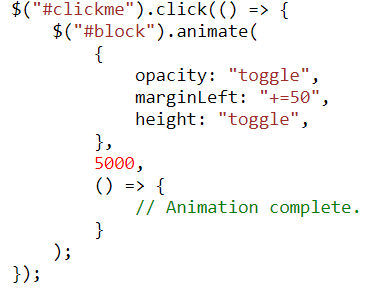 $("#clickme").click(() => {
    $("#block").animate(
        {
            opacity: "toggle",
            marginLeft: "+=50",
            height: "toggle",
        },
        5000,
        () => {
            // Animation complete.
        }
    );
});